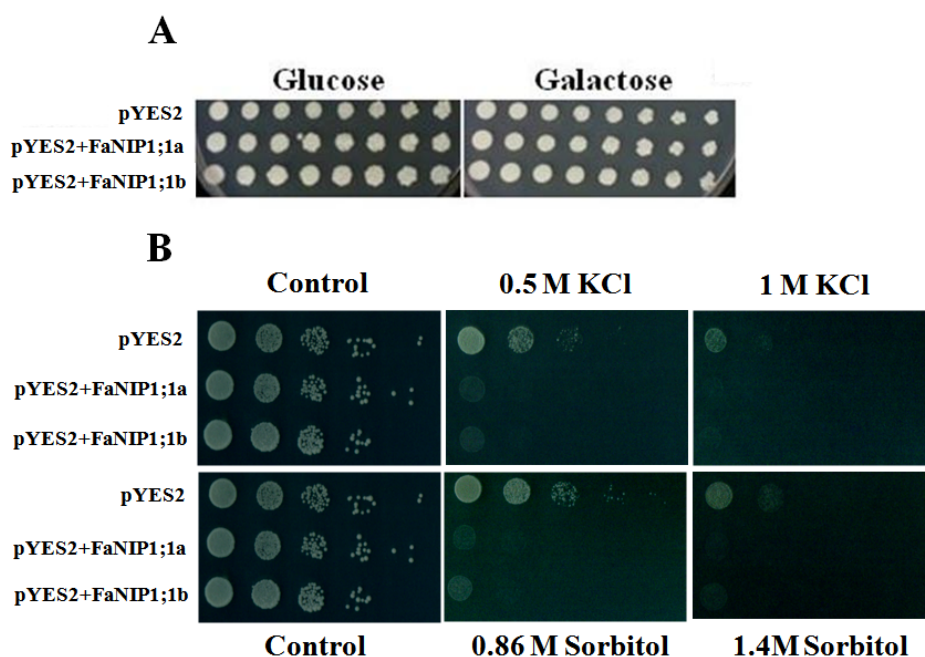 A
Glucose Galactose
pYES2
pYES2+FaNIP1;1a
pYES2+FaNIP1;1b
B
Control 0.5 M KCl 1 M KCl
pYES2
pYES2+FaNIP1;1a
pYES2+FaNIP1;1b
pYES2
pYES2+FaNIP1;1a
pYES2+FaNIP1;1b
Control 0.86 M Sorbitol 1.4M Sorbitol